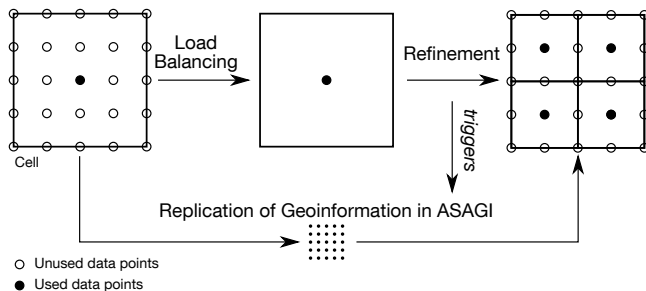 Load
Balancing
Refinement
triggers
Cell
Replication of Geoinformation in ASAGI
Unused data points
Used data points